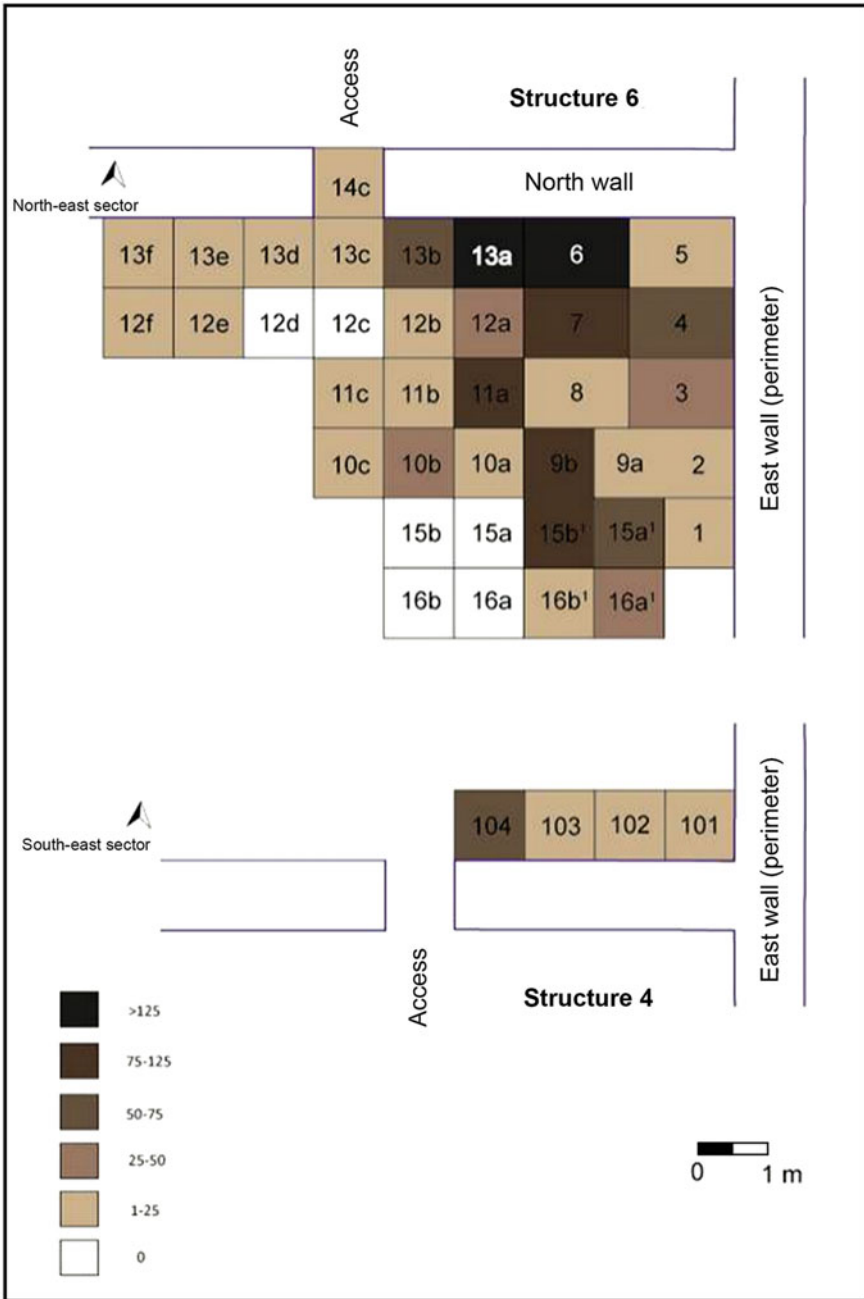 Access
Structure 6
North-east sector
14c
North wall
13f 13e 13d 13c 13b 13a 6 5
12f 12e 12d 12c 12b 12a 7 4
11c 11b 11a 8 3
10c 10b 10a 9b 9a 2
15b 15a 15b¹ 15a¹ 1
16b 16a 16b¹ 16a¹
East wall (perimeter)
South-east sector
104 103 102 101
East wall (perimeter)
Access
Structure 4
>125
75-125
50-75
25-50
1-25
0
0 1 m